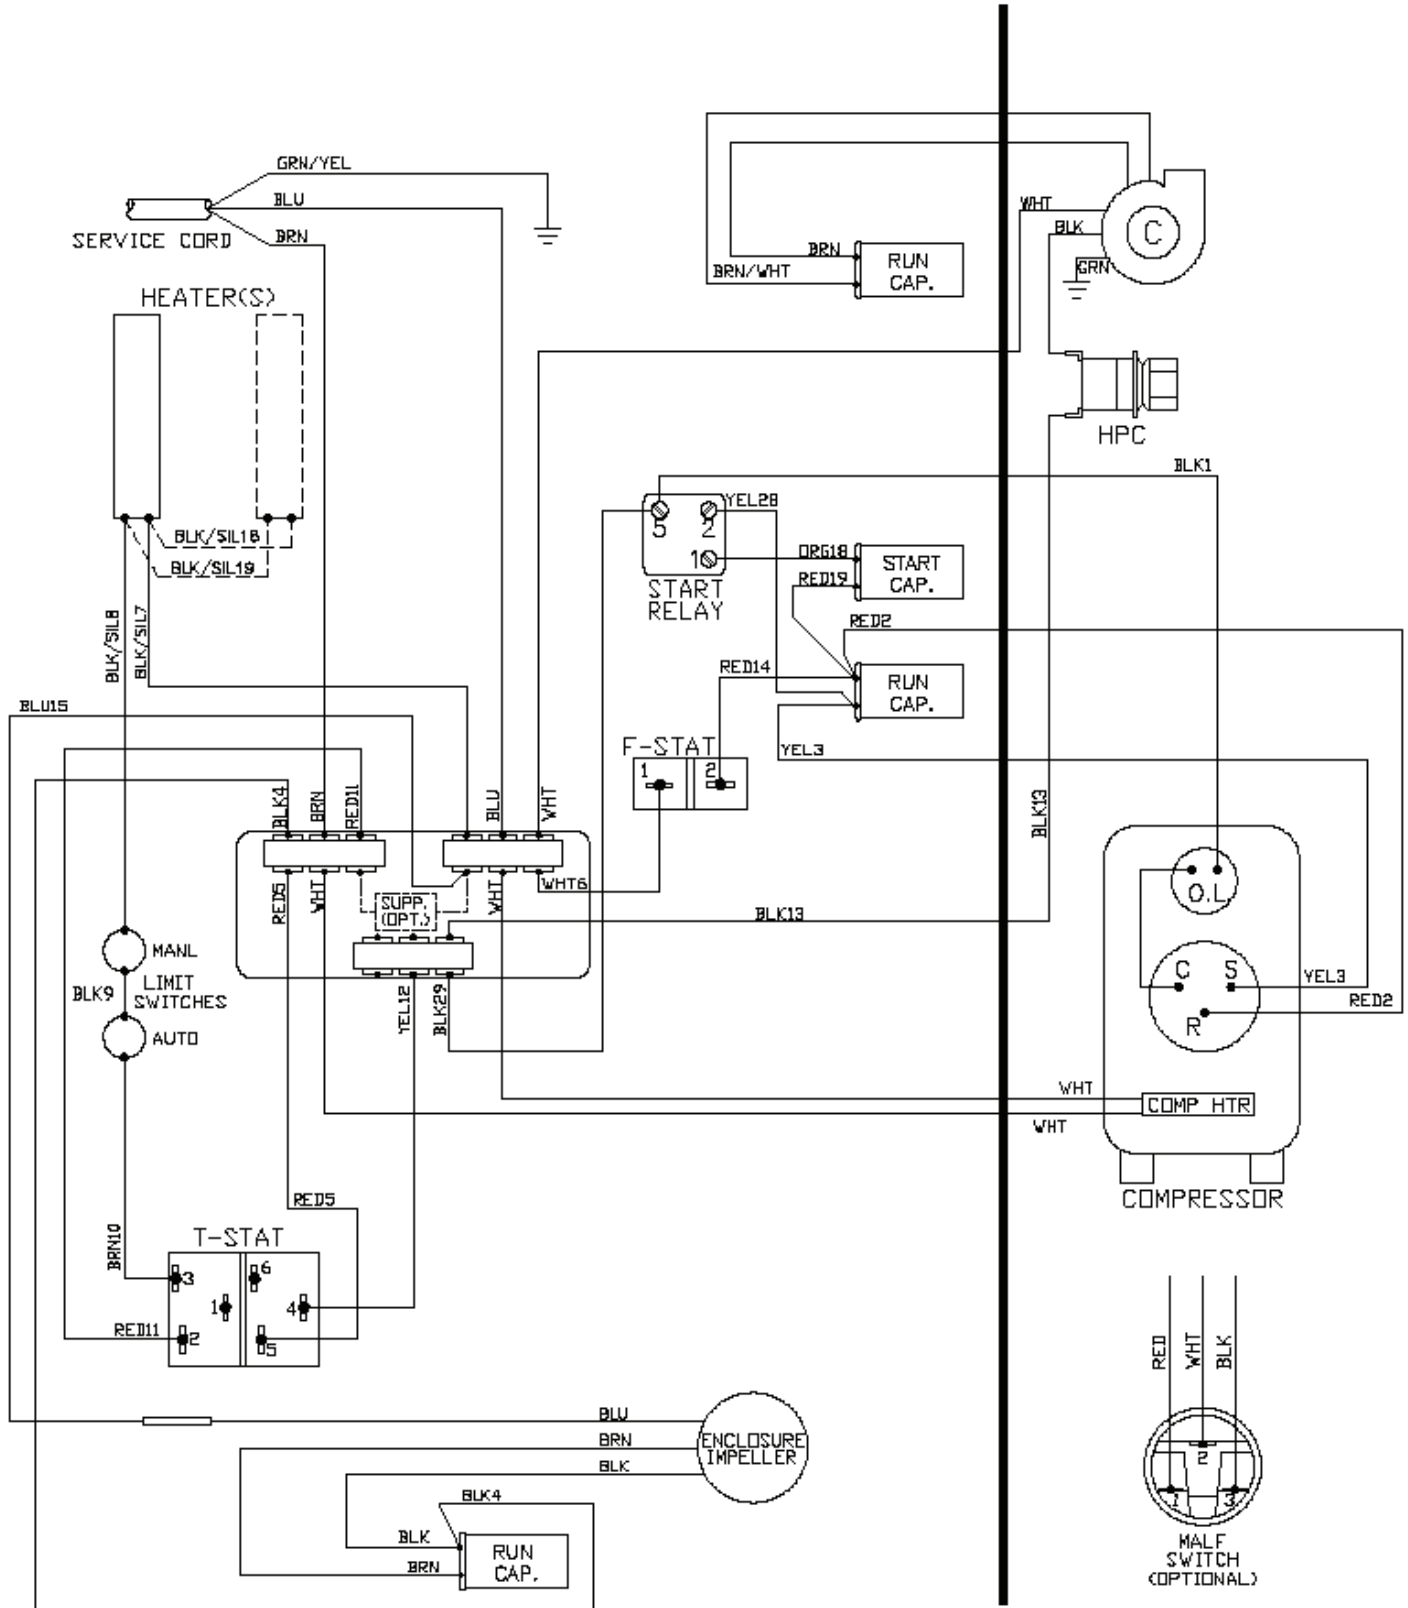 GRN/YEL
BLU
SERVICE CORD
BRN
HEATER(S)
BLK/SIL18
BLK/SIL19
BLK/SIL8
BLK/SIL7
BLU15
BLK4
BRN
RED11
BLU
WHT
RED5
WHT
SUPP.
(OPT.)
WHT
WHT6
BLK13
YEL12
BLK29
MANL
LIMIT
SWITCHES
BLK9
AUTO
BRN10
RED5
T-STAT
3
6
1
4
2
5
RED11
BRN
BRN/WHT
RUN
CAP.
WHT
BLK
GRN
C
HPC
BLK1
5
2
1
YEL28
START
RELAY
ORG18
RED19
START
CAP.
RED2
RED14
RUN
CAP.
F-STAT
1
2
YEL3
BLK13
O.L
C
S
R
YEL3
RED2
WHT
COMP HTR
WHT
COMPRESSOR
BLU
BRN
BLK
ENCLOSURE
IMPELLER
BLK4
BLK
BRN
RUN
CAP.
RED
WHT
BLK
2
1
3
MALF
SWITCH
(OPTIONAL)